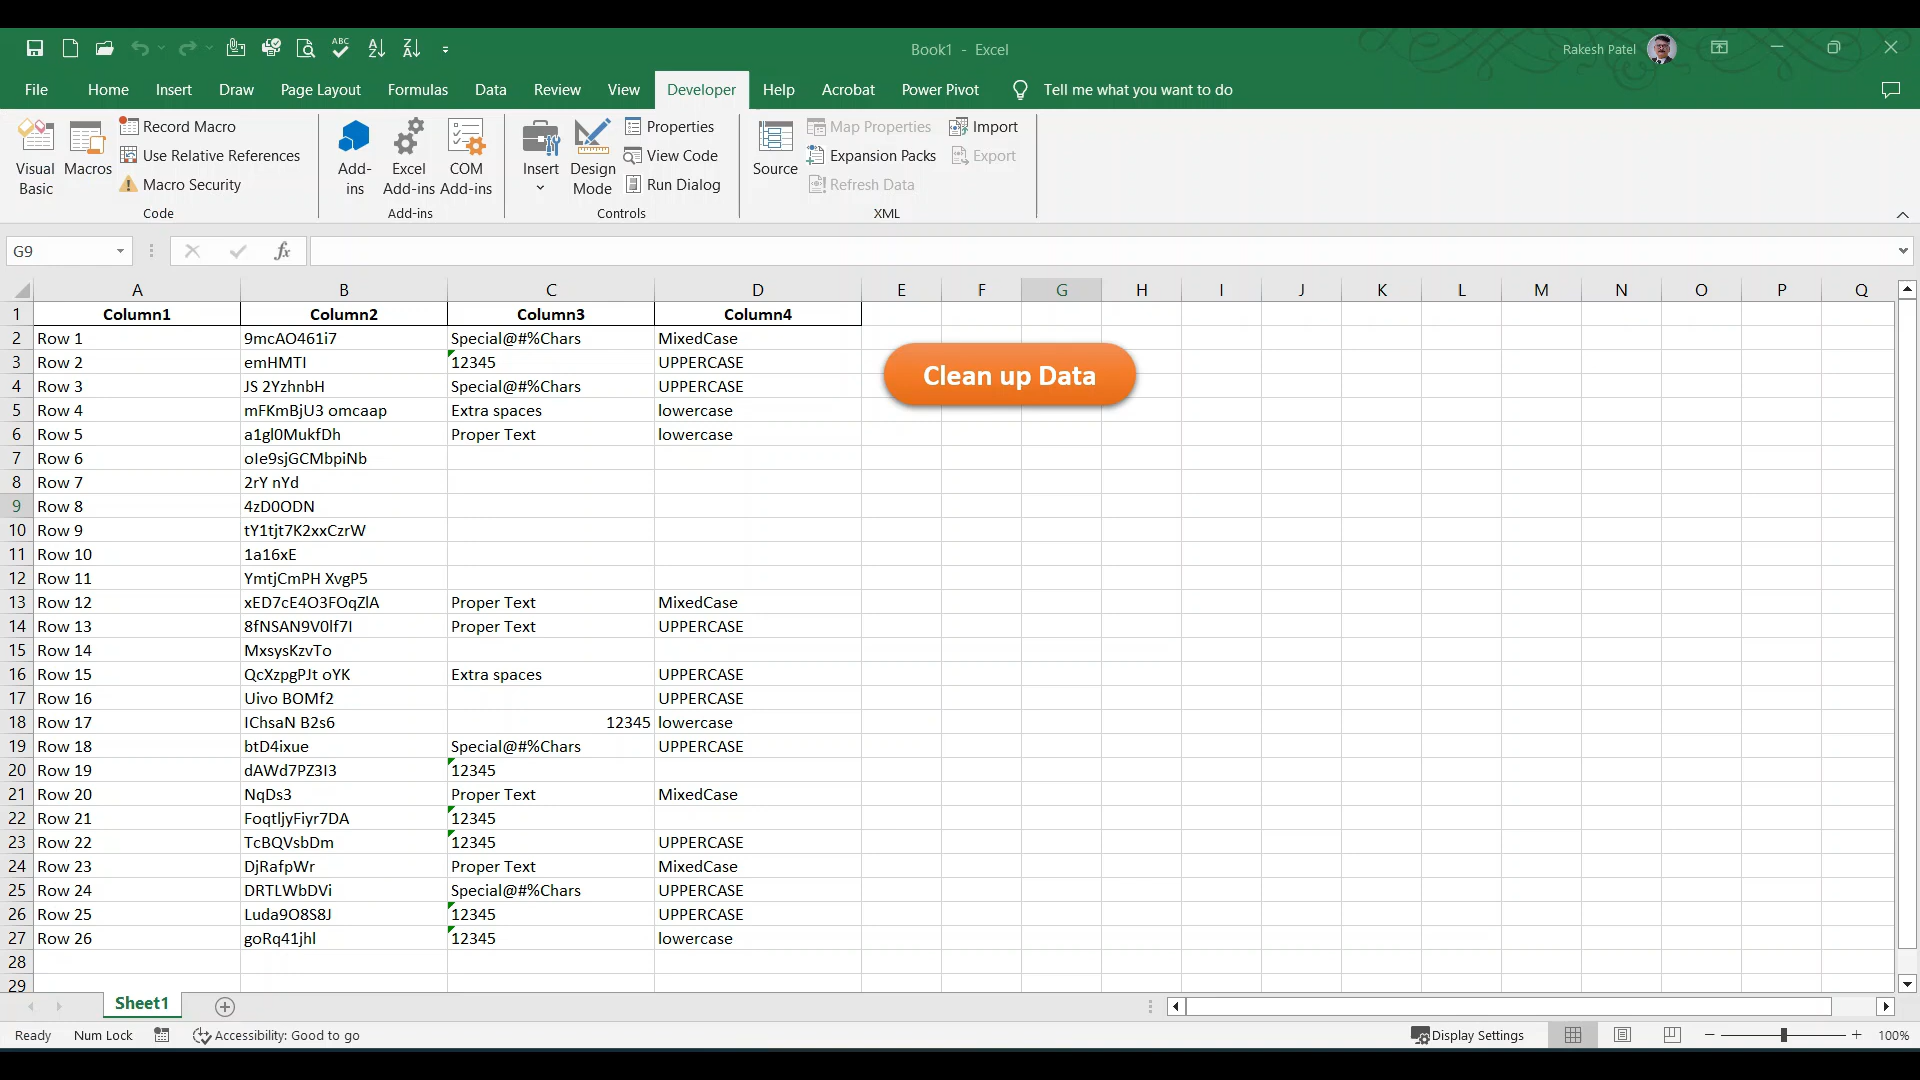 Book1 - Excel
Rakesh Patel
File Home Insert Draw Page Layout Formulas Data Review View Developer Help Acrobat Power Pivot Tell me what you want to do
Visual Basic
Macros
Record Macro
Use Relative References
Macro Security
Code
Add-ins
Excel Add-ins
COM Add-ins
Add-ins
Insert
Design Mode
Properties
View Code
Run Dialog
Controls
Source
Map Properties
Expansion Packs
Refresh Data
Import
Export
XML
G9
fx
A B C D E F G H I J K L M N O P Q
1 Column1 Column2 Column3 Column4
2 Row 1 9mcAO461i7 Special@#%Chars MixedCase
3 Row 2 emHMTI 12345 UPPERCASE
Clean up Data
4 Row 3 JS 2YzhnbH Special@#%Chars UPPERCASE
5 Row 4 mFKmBjU3 omcaap Extra spaces lowercase
6 Row 5 a1gl0MukfDh Proper Text lowercase
7 Row 6 oIe9sjGCMbpiNb
8 Row 7 2rY nYd
9 Row 8 4zD0ODN
10 Row 9 tY1tjt7K2xxCzrW
11 Row 10 1a16xE
12 Row 11 YmtjCmPH XvgP5
13 Row 12 xED7cE4O3FOqZlA Proper Text MixedCase
14 Row 13 8fNSAN9V0lf7I Proper Text UPPERCASE
15 Row 14 MxsysKzvTo
16 Row 15 QcXzpgPJt oYK Extra spaces UPPERCASE
17 Row 16 Uivo BOMf2 UPPERCASE
18 Row 17 IChsaN B2s6 12345 lowercase
19 Row 18 btD4ixue Special@#%Chars UPPERCASE
20 Row 19 dAWd7PZ3I3 12345
21 Row 20 NqDs3 Proper Text MixedCase
22 Row 21 FoqtljyFiyr7DA 12345
23 Row 22 TcBQVsbDm 12345 UPPERCASE
24 Row 23 DjRafpWr Proper Text MixedCase
25 Row 24 DRTLWbDVi Special@#%Chars UPPERCASE
26 Row 25 Luda9O8S8J 12345 UPPERCASE
27 Row 26 goRq41jhl 12345 lowercase
28
29
Sheet1
Ready Num Lock Accessibility: Good to go Display Settings 100%